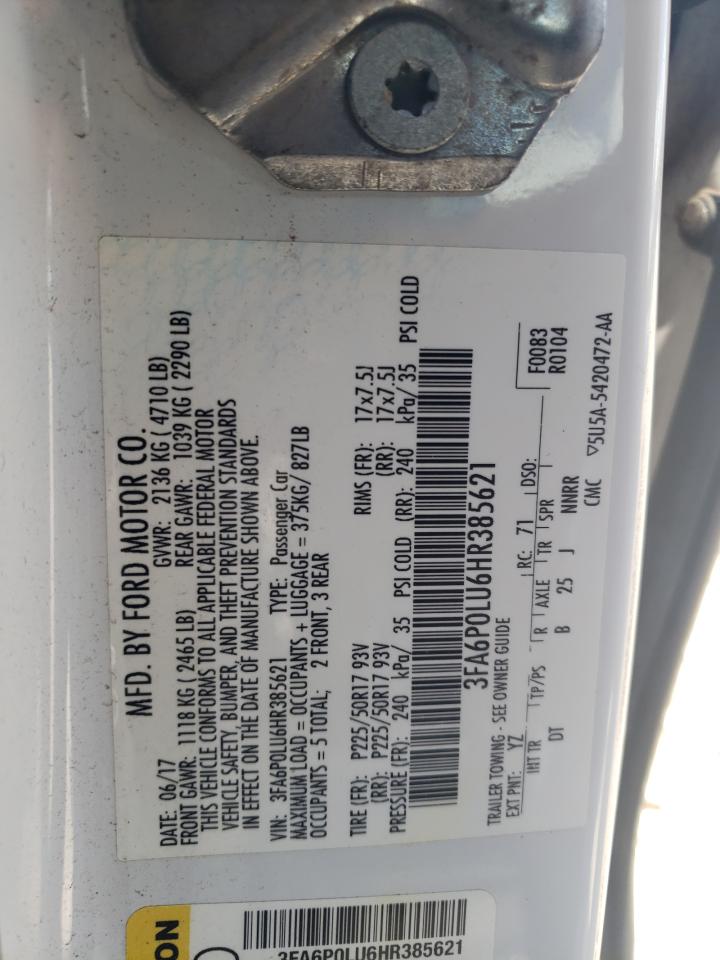 MFD. BY FORD MOTOR CO.
DATE: 06/17 GVWR: 2136 KG ( 4710 LB)
FRONT GAWR: 1118 KG ( 2465 LB) REAR GAWR: 1039 KG ( 2290 LB)
THIS VEHICLE CONFORMS TO ALL APPLICABLE FEDERAL MOTOR
VEHICLE SAFETY, BUMPER, AND THEFT PREVENTION STANDARDS
IN EFFECT ON THE DATE OF MANUFACTURE SHOWN ABOVE.
VIN: 3FA6P0LU6HR385621 TYPE: Passenger Car
MAXIMUM LOAD = OCCUPANTS + LUGGAGE = 375KG/ 827LB
OCCUPANTS = 5 TOTAL; 2 FRONT, 3 REAR
TIRE (FR): P225/50R17 93V RIMS (FR): 17x7.5J
(RR): P225/50R17 93V (RR): 17x7.5J
PRESSURE (FR): 240 kPa/ 35 PSI COLD (RR): 240 kPa/ 35 PSI COLD
3FA6P0LU6HR385621
TRAILER TOWING - SEE OWNER GUIDE F0083
EXT PNT: YZ RC: 71 DSO: R0104
INT TR TP/PS R AXLE TR SPR
DT B 25 J NNRR
CMC ▽5U5A-5420472-AA
ION
3FA6P0LU6HR385621